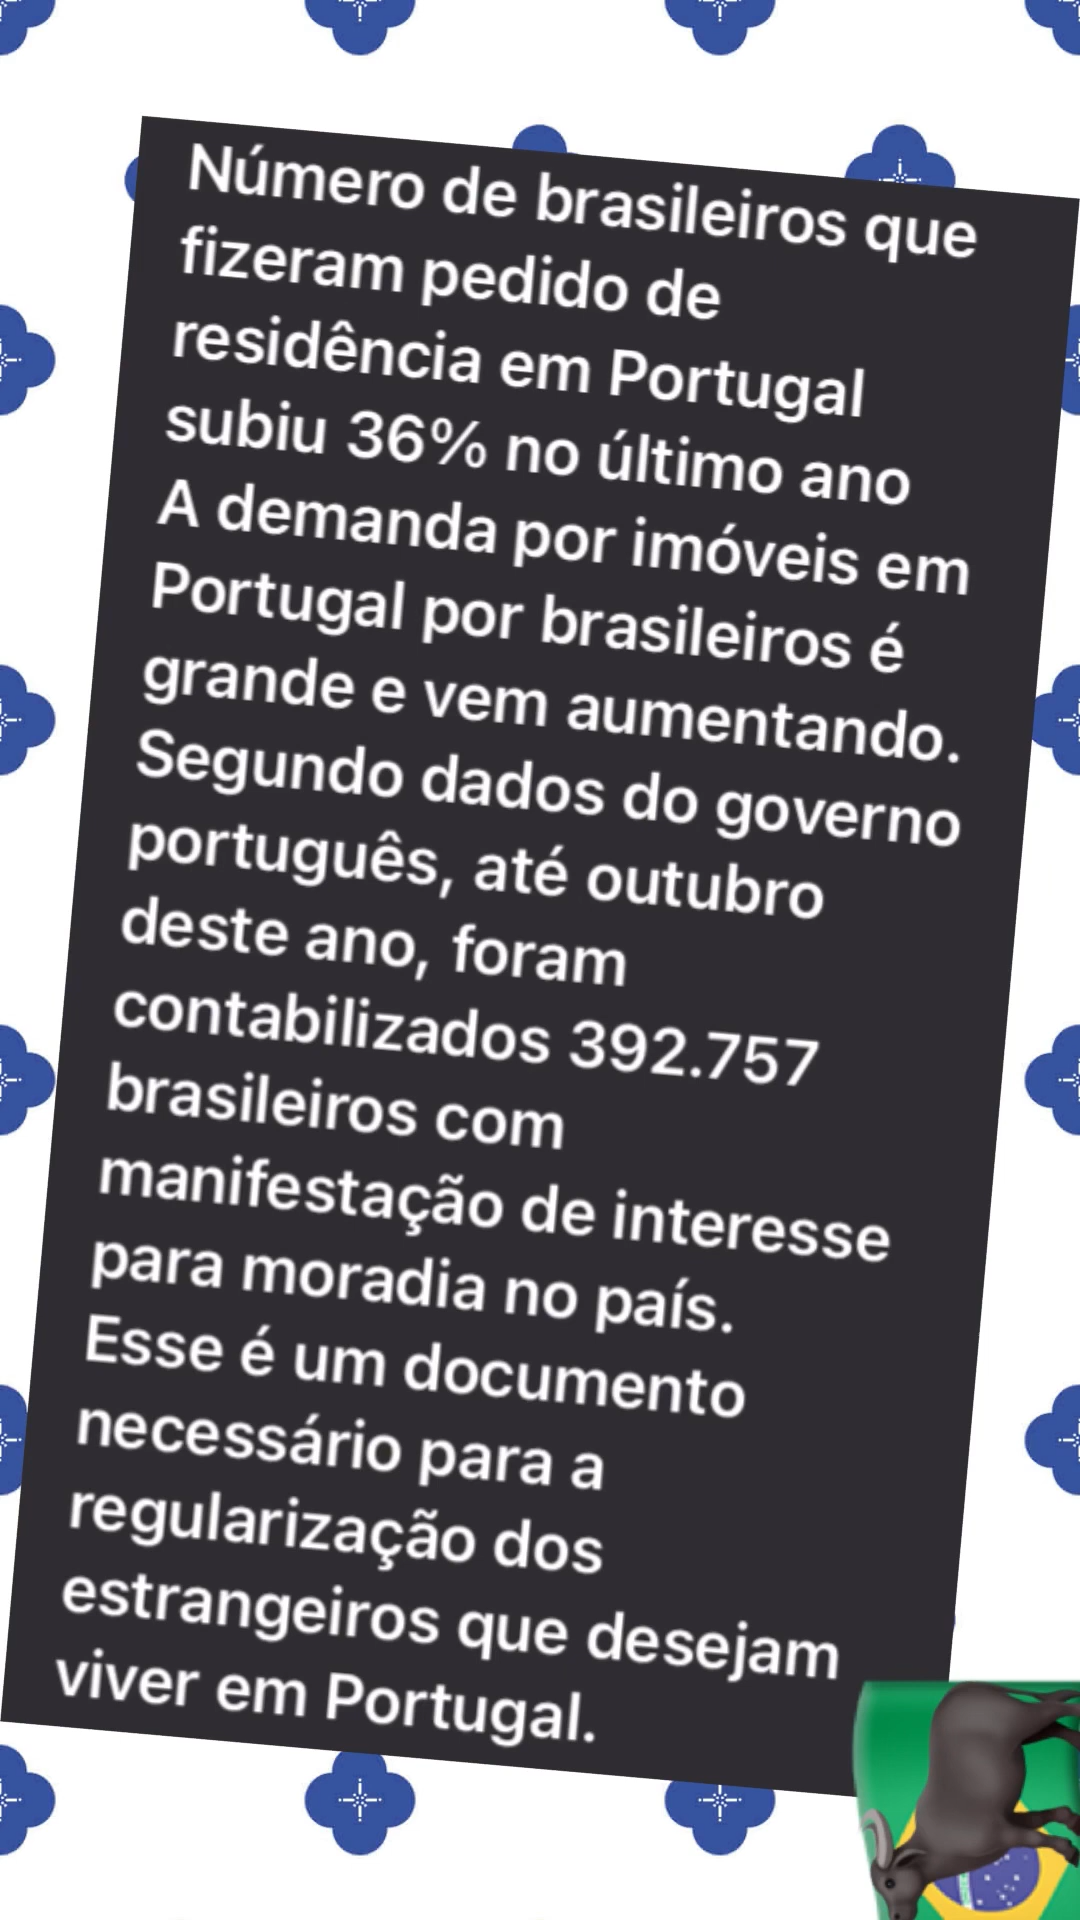 Número de brasileiros que
fizeram pedido de
residência em Portugal
subiu 36% no último ano
A demanda por imóveis em
Portugal por brasileiros é
grande e vem aumentando.
Segundo dados do governo
português, até outubro
deste ano, foram
contabilizados 392.757
brasileiros com
manifestação de interesse
para moradia no país.
Esse é um documento
necessário para a
regularização dos
estrangeiros que desejam
viver em Portugal.